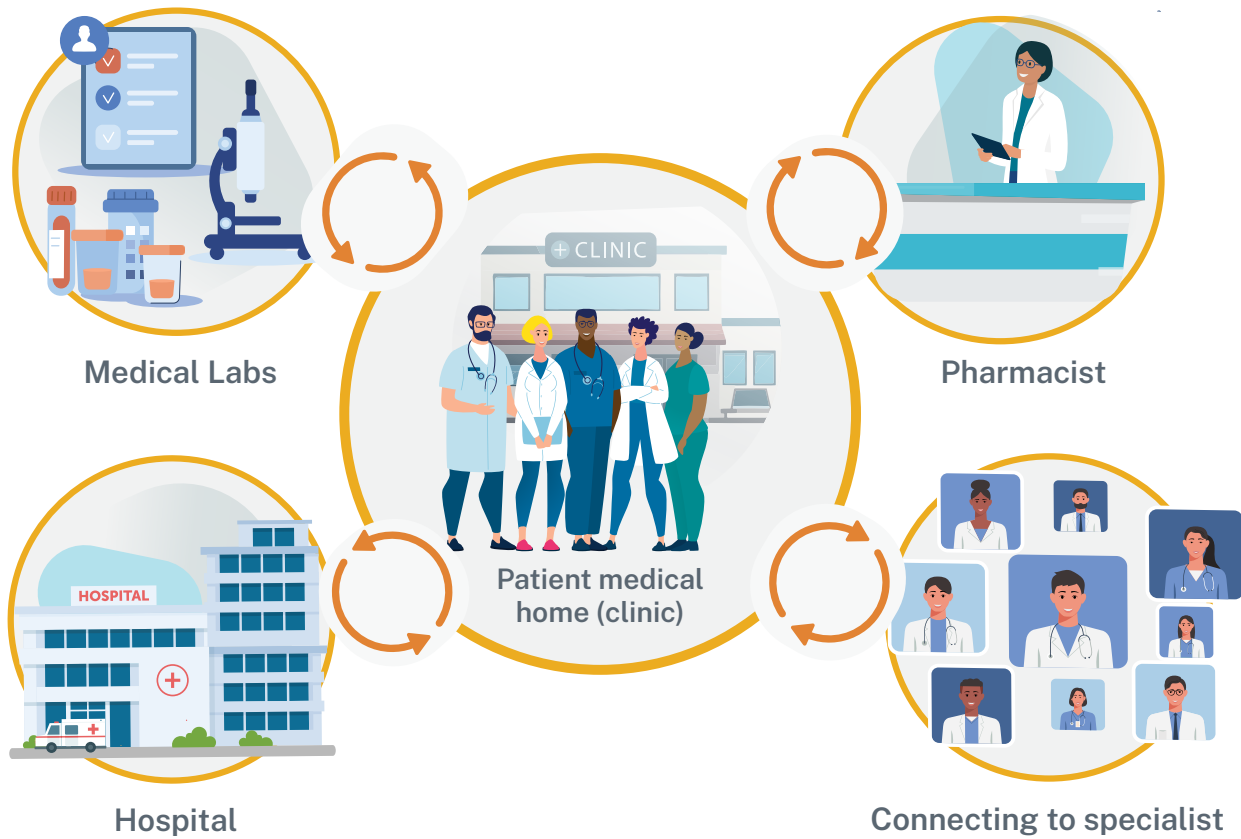 CLINIC
Medical Labs
Pharmacist
Patient medical
home (clinic)
HOSPITAL
Hospital
Connecting to specialist